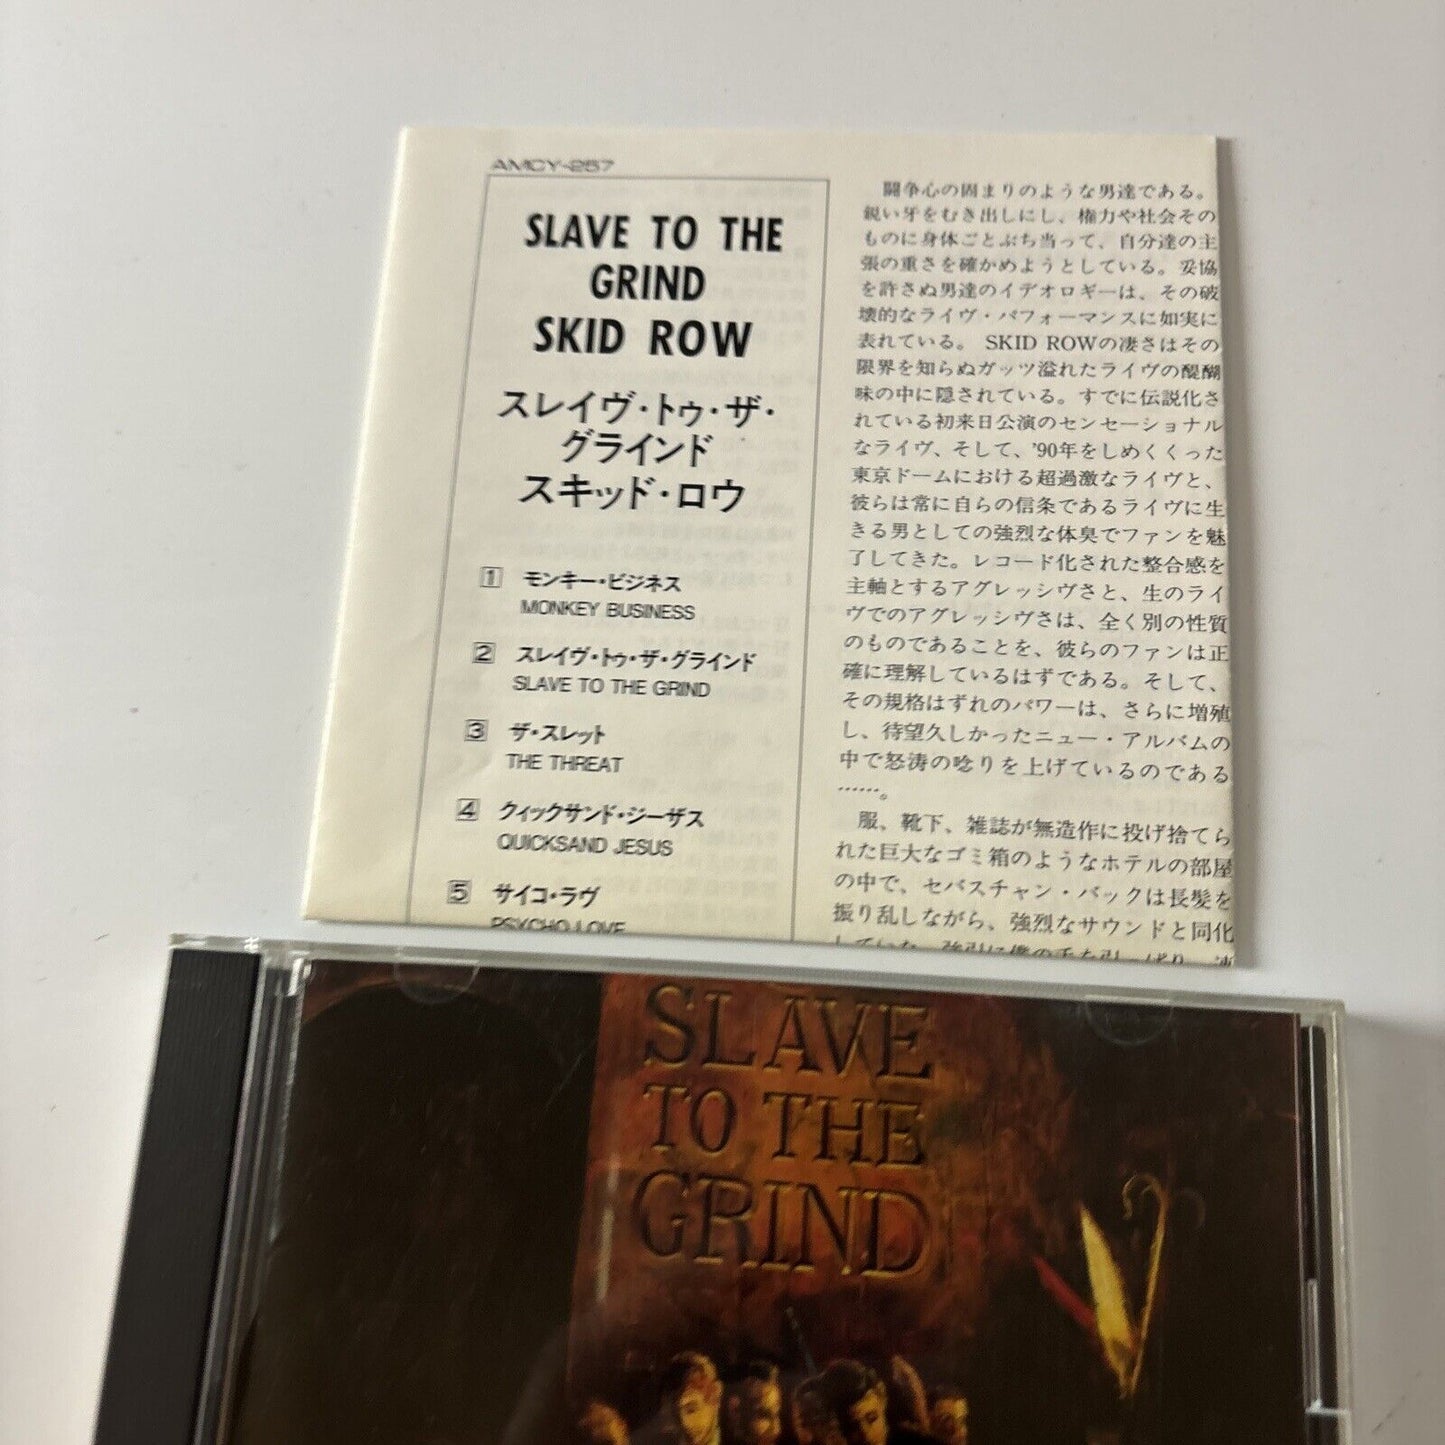 AMCY-257
SLAVE TO THE
GRIND
SKID ROW
スレイヴ・トゥ・ザ・
グラインド
スキッド・ロウ
1 モンキー・ビジネス
MONKEY BUSINESS
2 スレイヴ・トゥ・ザ・グラインド
SLAVE TO THE GRIND
3 ザ・スレット
THE THREAT
4 クィックサンド・ジーザス
QUICKSAND JESUS
5 サイコ・ラヴ
PSYCHO LOVE
闘争心の固まりのような男達である。
鋭い牙をむき出しにし、権力や社会その
ものに身体ごとぶち当って、自分達の主
張の重さを確かめようとしている。妥協
を許さぬ男達のイデオロギーは、その破
壊的なライヴ・パフォーマンスに如実に
表れている。 SKID ROWの凄さはその
限界を知らぬガッツ溢れたライヴの醍醐
味の中に隠されている。すでに伝説化さ
れている初来日公演のセンセーショナル
なライヴ、そして、'90年をしめくくった
東京ドームにおける超過激なライヴと、
彼らは常に自らの信条であるライヴに生
きる男としての強烈な体臭でファンを魅
了してきた。レコード化された整合感を
主軸とするアグレッシヴさと、生のライ
ヴでのアグレッシヴさは、全く別の性質
のものであることを、彼らのファンは正
確に理解しているはずである。そして、
その規格はずれのパワーは、さらに増殖
し、待望久しかったニュー・アルバムの
中で怒涛の唸りを上げているのである
……。
服、靴下、雑誌が無造作に投げ捨てら
れた巨大なゴミ箱のようなホテルの部屋
の中で、セバスチャン・バックは長髪を
振り乱しながら、強烈なサウンドと同化
していた。強引に僕の手を引っぱり、
SLAVE
TO THE
GRIND